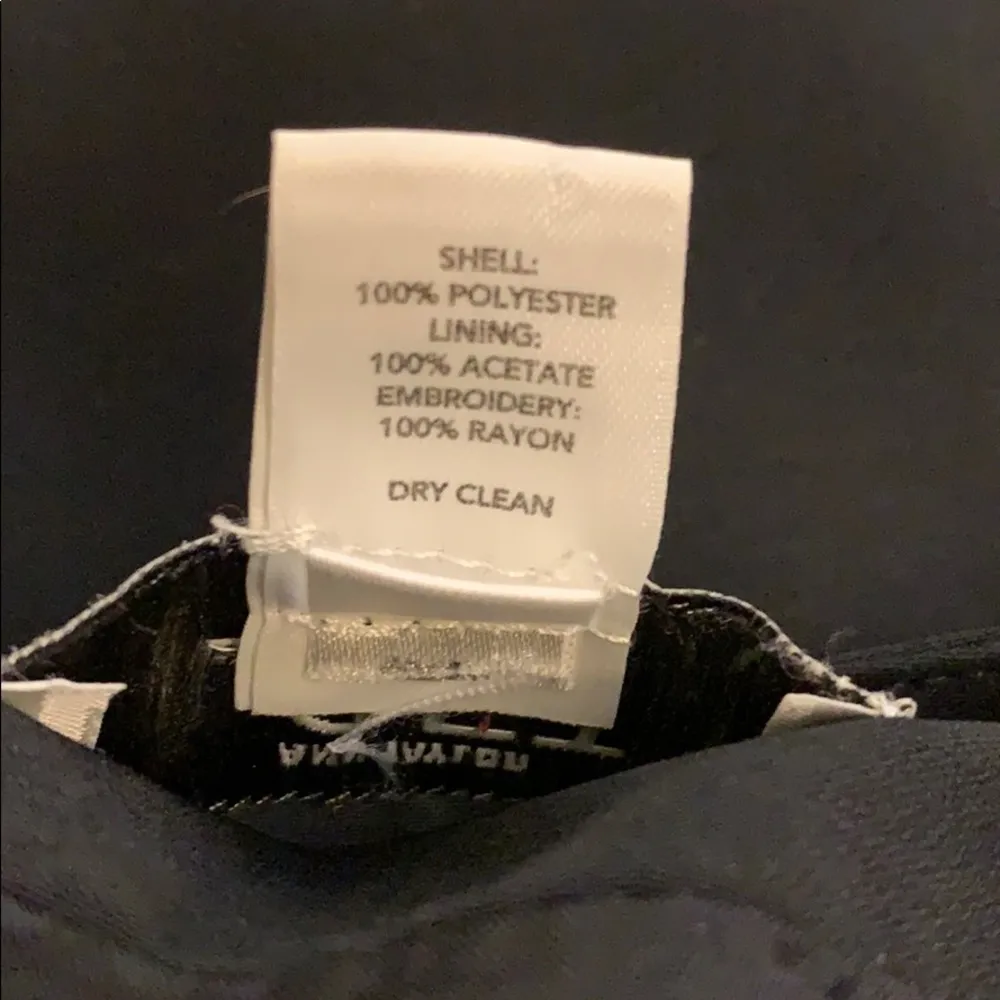 SHELL:
100% POLYESTER
LINING:
100% ACETATE
EMBROIDERY:
100% RAYON
DRY CLEAN